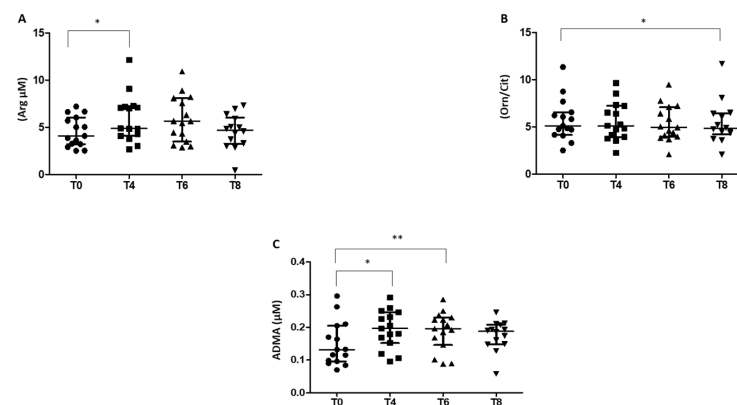 A
*
15
10
5
0
(Arg µM)
T0 T4 T6 T8
B
*
15
10
5
0
(Orn/Cit)
T0 T4 T6 T8
C
**
*
0.4
0.3
0.2
0.1
0.0
ADMA (µM)
T0 T4 T6 T8